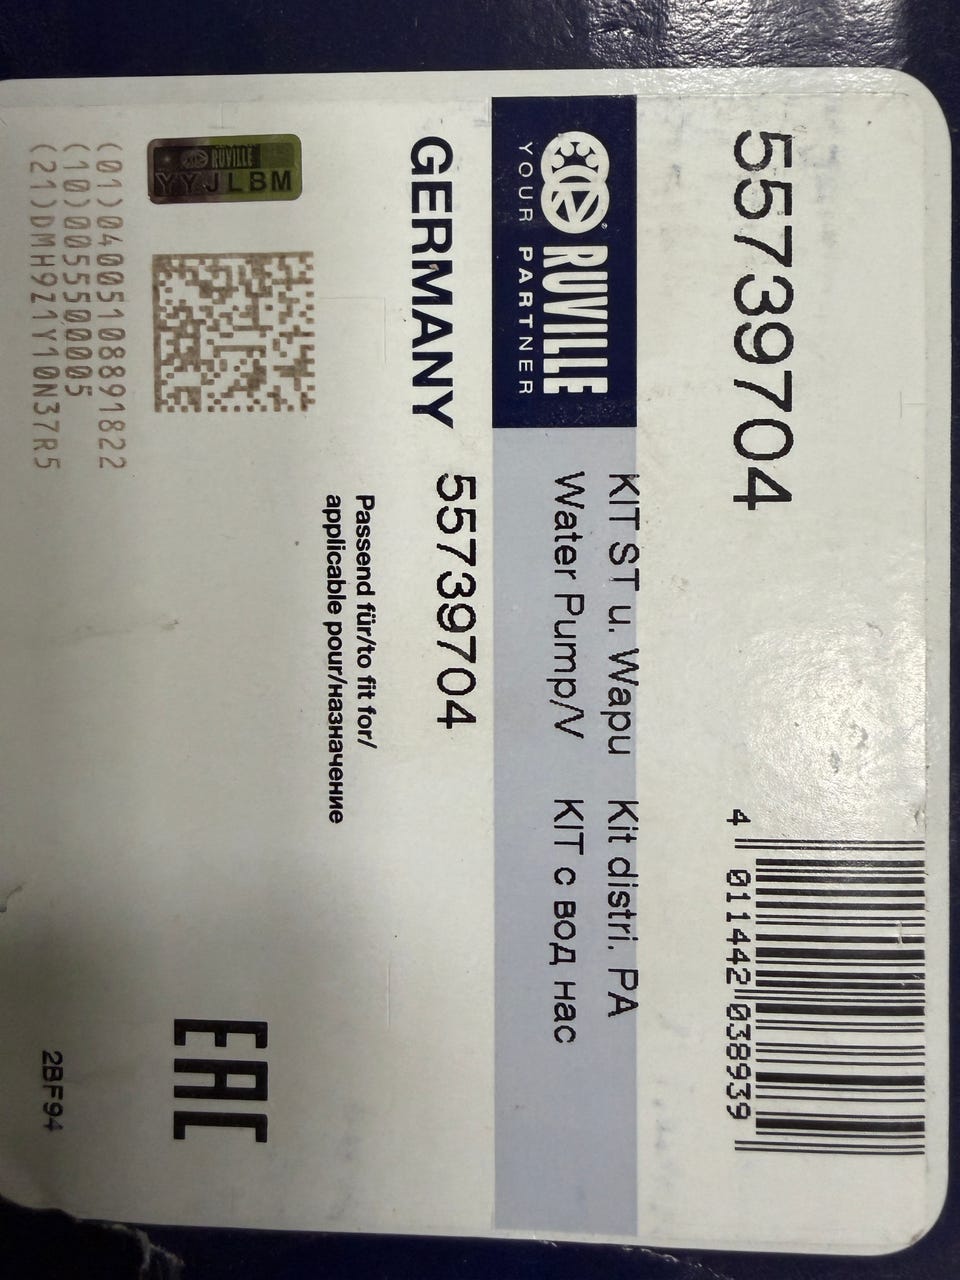 55739704
4 011442 038939
RUVILLE
YOUR PARTNER
KIT ST u. Wapu
Water Pump/V
Kit distri. PA
KIT с вод нас
GERMANY
55739704
Passend für/to fit for/
applicable pour/назначение
RUVILLE
YYJLBM
(01)04005108891822
(10)0055500005
(21)DMH9Z1Y10N37R5
EAC
2BF94